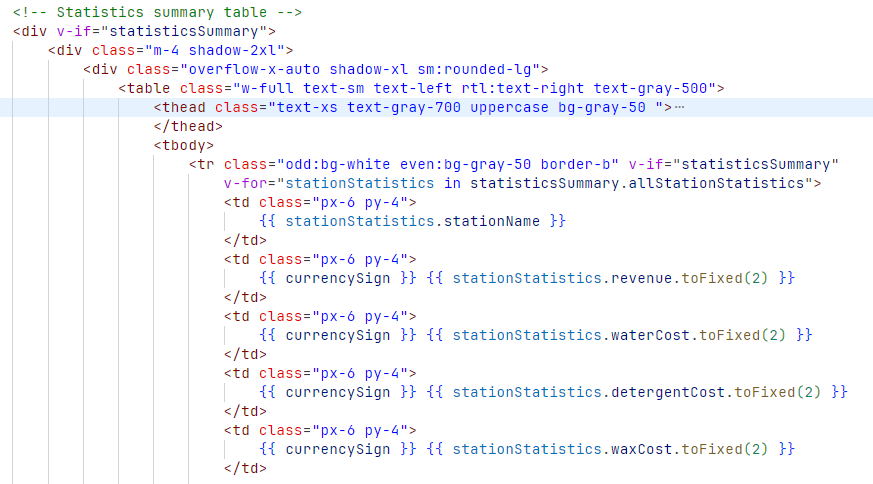 <!-- Statistics summary table -->
<div v-if="statisticsSummary">
<div class="m-4 shadow-2xl">
<div class="overflow-x-auto shadow-xl sm:rounded-lg">
<table class="w-full text-sm text-left rtl:text-right text-gray-500">
<thead class="text-xs text-gray-700 uppercase bg-gray-50 ">⋯
</thead>
<tbody>
<tr class="odd:bg-white even:bg-gray-50 border-b" v-if="statisticsSummary"
v-for="stationStatistics in statisticsSummary.allStationStatistics">
<td class="px-6 py-4">
{{ stationStatistics.stationName }}
</td>
<td class="px-6 py-4">
{{ currencySign }} {{ stationStatistics.revenue.toFixed(2) }}
</td>
<td class="px-6 py-4">
{{ currencySign }} {{ stationStatistics.waterCost.toFixed(2) }}
</td>
<td class="px-6 py-4">
{{ currencySign }} {{ stationStatistics.detergentCost.toFixed(2) }}
</td>
<td class="px-6 py-4">
{{ currencySign }} {{ stationStatistics.waxCost.toFixed(2) }}
</td>